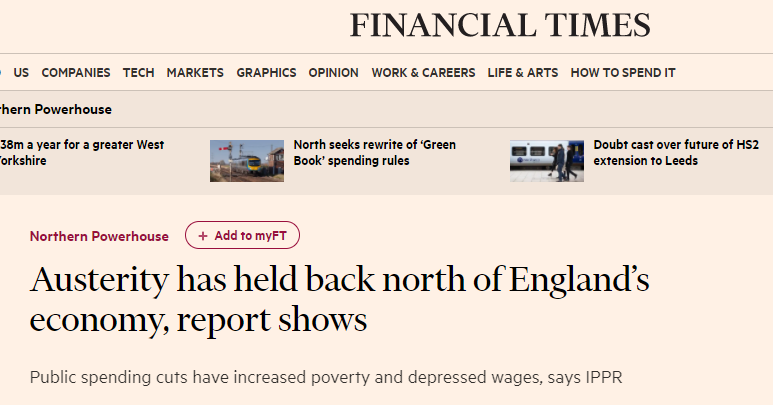 FINANCIAL TIMES
US COMPANIES TECH MARKETS GRAPHICS OPINION WORK & CAREERS LIFE & ARTS HOW TO SPEND IT
Powerhouse
38m a year for a greater West
North seeks rewrite of ‘Green
Book’ spending rules
Doubt cast over future of HS2
extension to Leeds
Northern Powerhouse
+ Add to myFT
Austerity has held back north of England’s
economy, report shows
Public spending cuts have increased poverty and depressed wages, says IPPR